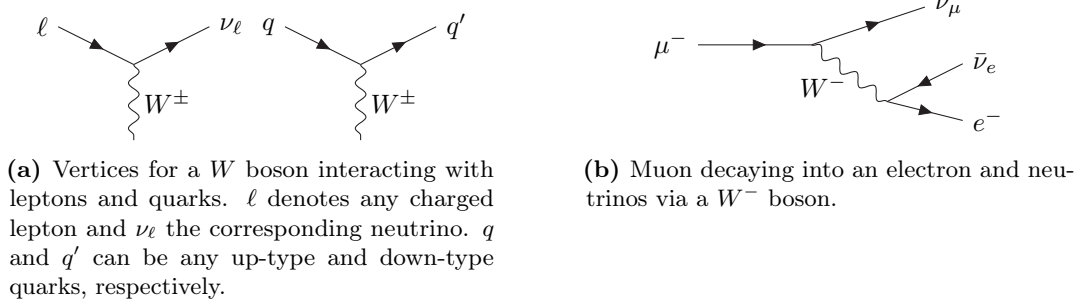 ℓ ν_ℓ q q′ ν_μ
μ⁻ ν̄_e
W± W± W⁻
e⁻
(a) Vertices for a W boson interacting with
leptons and quarks. ℓ denotes any charged
lepton and ν_ℓ the corresponding neutrino. q
and q′ can be any up-type and down-type
quarks, respectively.
(b) Muon decaying into an electron and neu-
trinos via a W⁻ boson.